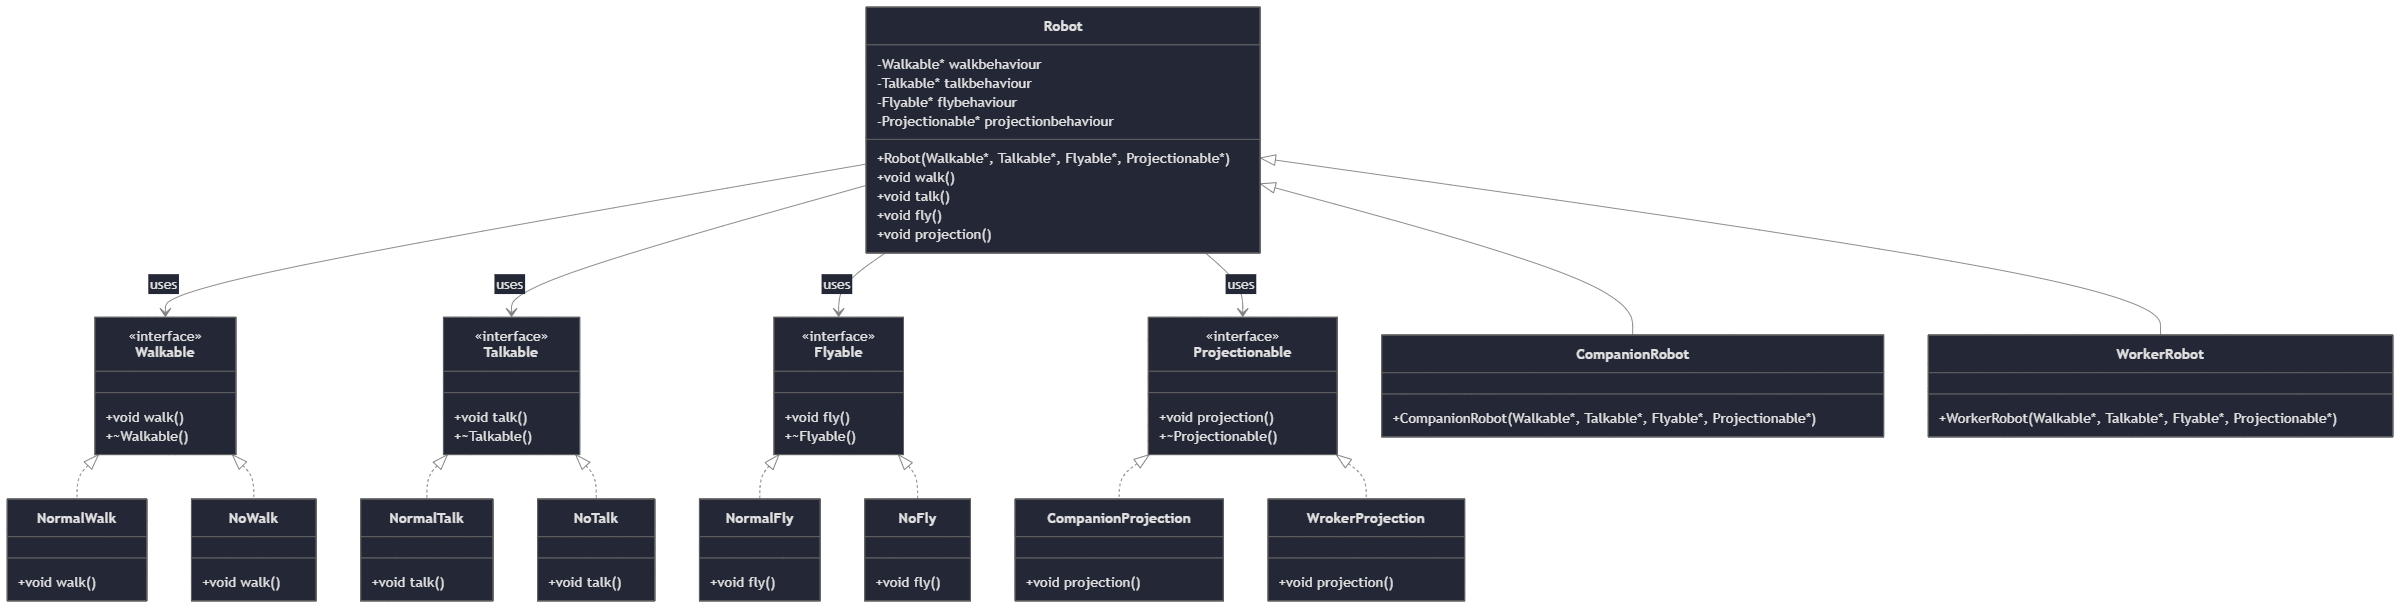 Robot
-Walkable* walkbehaviour
-Talkable* talkbehaviour
-Flyable* flybehaviour
-Projectionable* projectionbehaviour
+Robot(Walkable*, Talkable*, Flyable*, Projectionable*)
+void walk()
+void talk()
+void fly()
+void projection()
uses
uses
uses
uses
«interface»
Walkable
+void walk()
+~Walkable()
«interface»
Talkable
+void talk()
+~Talkable()
«interface»
Flyable
+void fly()
+~Flyable()
«interface»
Projectionable
+void projection()
+~Projectionable()
CompanionRobot
+CompanionRobot(Walkable*, Talkable*, Flyable*, Projectionable*)
WorkerRobot
+WorkerRobot(Walkable*, Talkable*, Flyable*, Projectionable*)
NormalWalk
+void walk()
NoWalk
+void walk()
NormalTalk
+void talk()
NoTalk
+void talk()
NormalFly
+void fly()
NoFly
+void fly()
CompanionProjection
+void projection()
WrokerProjection
+void projection()